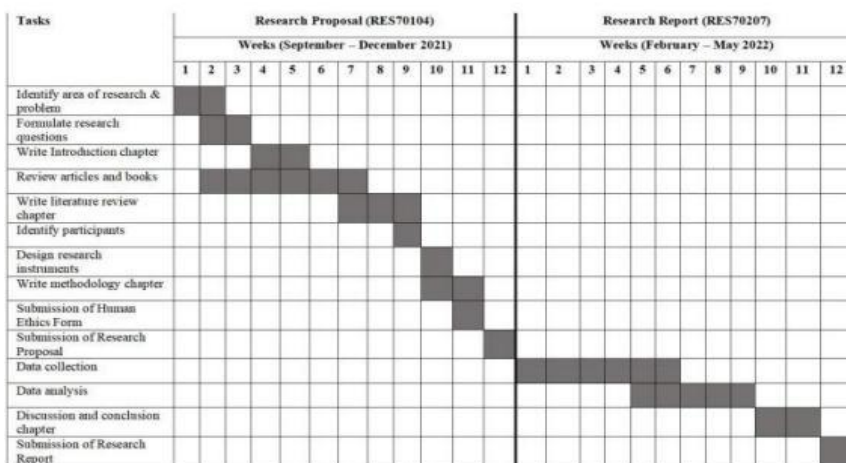 Tasks
Research Proposal (RES70104)
Research Report (RES70207)
Weeks (September – December 2021)
Weeks (February – May 2022)
1 2 3 4 5 6 7 8 9 10 11 12 1 2 3 4 5 6 7 8 9 10 11 12
Identify area of research &
problem
Formulate research
questions
Write Introduction chapter
Review articles and books
Write literature review
chapter
Identify participants
Design research
instruments
Write methodology chapter
Submission of Human
Ethics Form
Submission of Research
Proposal
Data collection
Data analysis
Discussion and conclusion
chapter
Submission of Research
Report